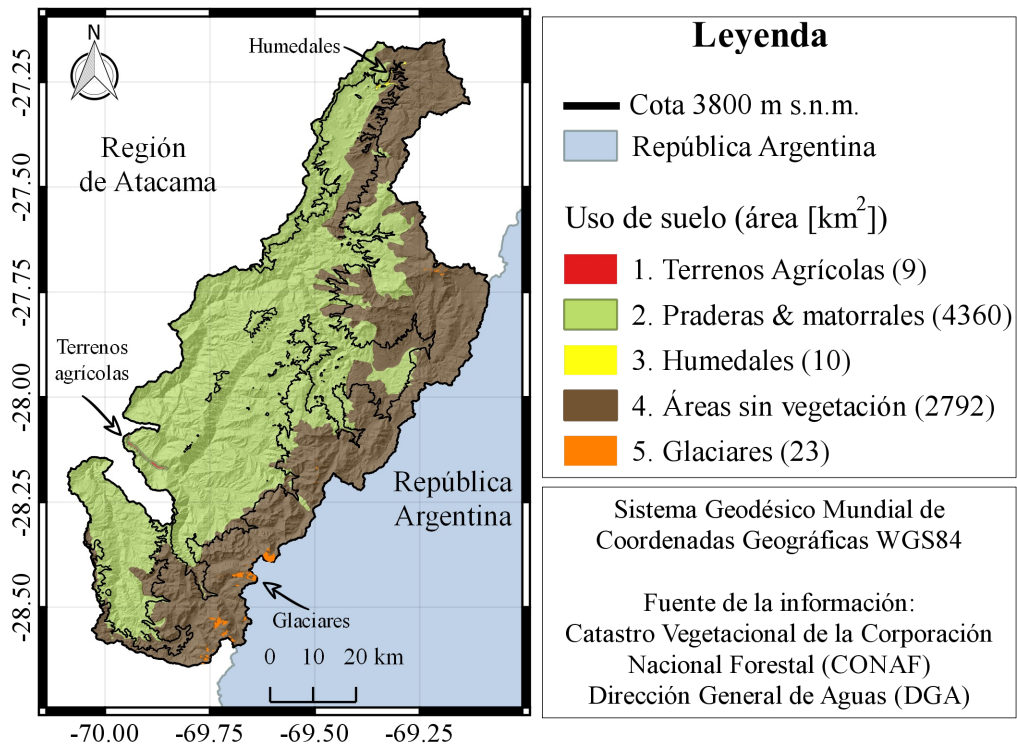 N
Humedales
Región
de Atacama
Terrenos
agrícolas
República
Argentina
Glaciares
0 10 20 km
-27.25
-27.50
-27.75
-28.00
-28.25
-28.50
-70.00 -69.75 -69.50 -69.25
Leyenda
Cota 3800 m s.n.m.
República Argentina
Uso de suelo (área [km²])
1. Terrenos Agrícolas (9)
2. Praderas & matorrales (4360)
3. Humedales (10)
4. Áreas sin vegetación (2792)
5. Glaciares (23)
Sistema Geodésico Mundial de
Coordenadas Geográficas WGS84
Fuente de la información:
Catastro Vegetacional de la Corporación
Nacional Forestal (CONAF)
Dirección General de Aguas (DGA)